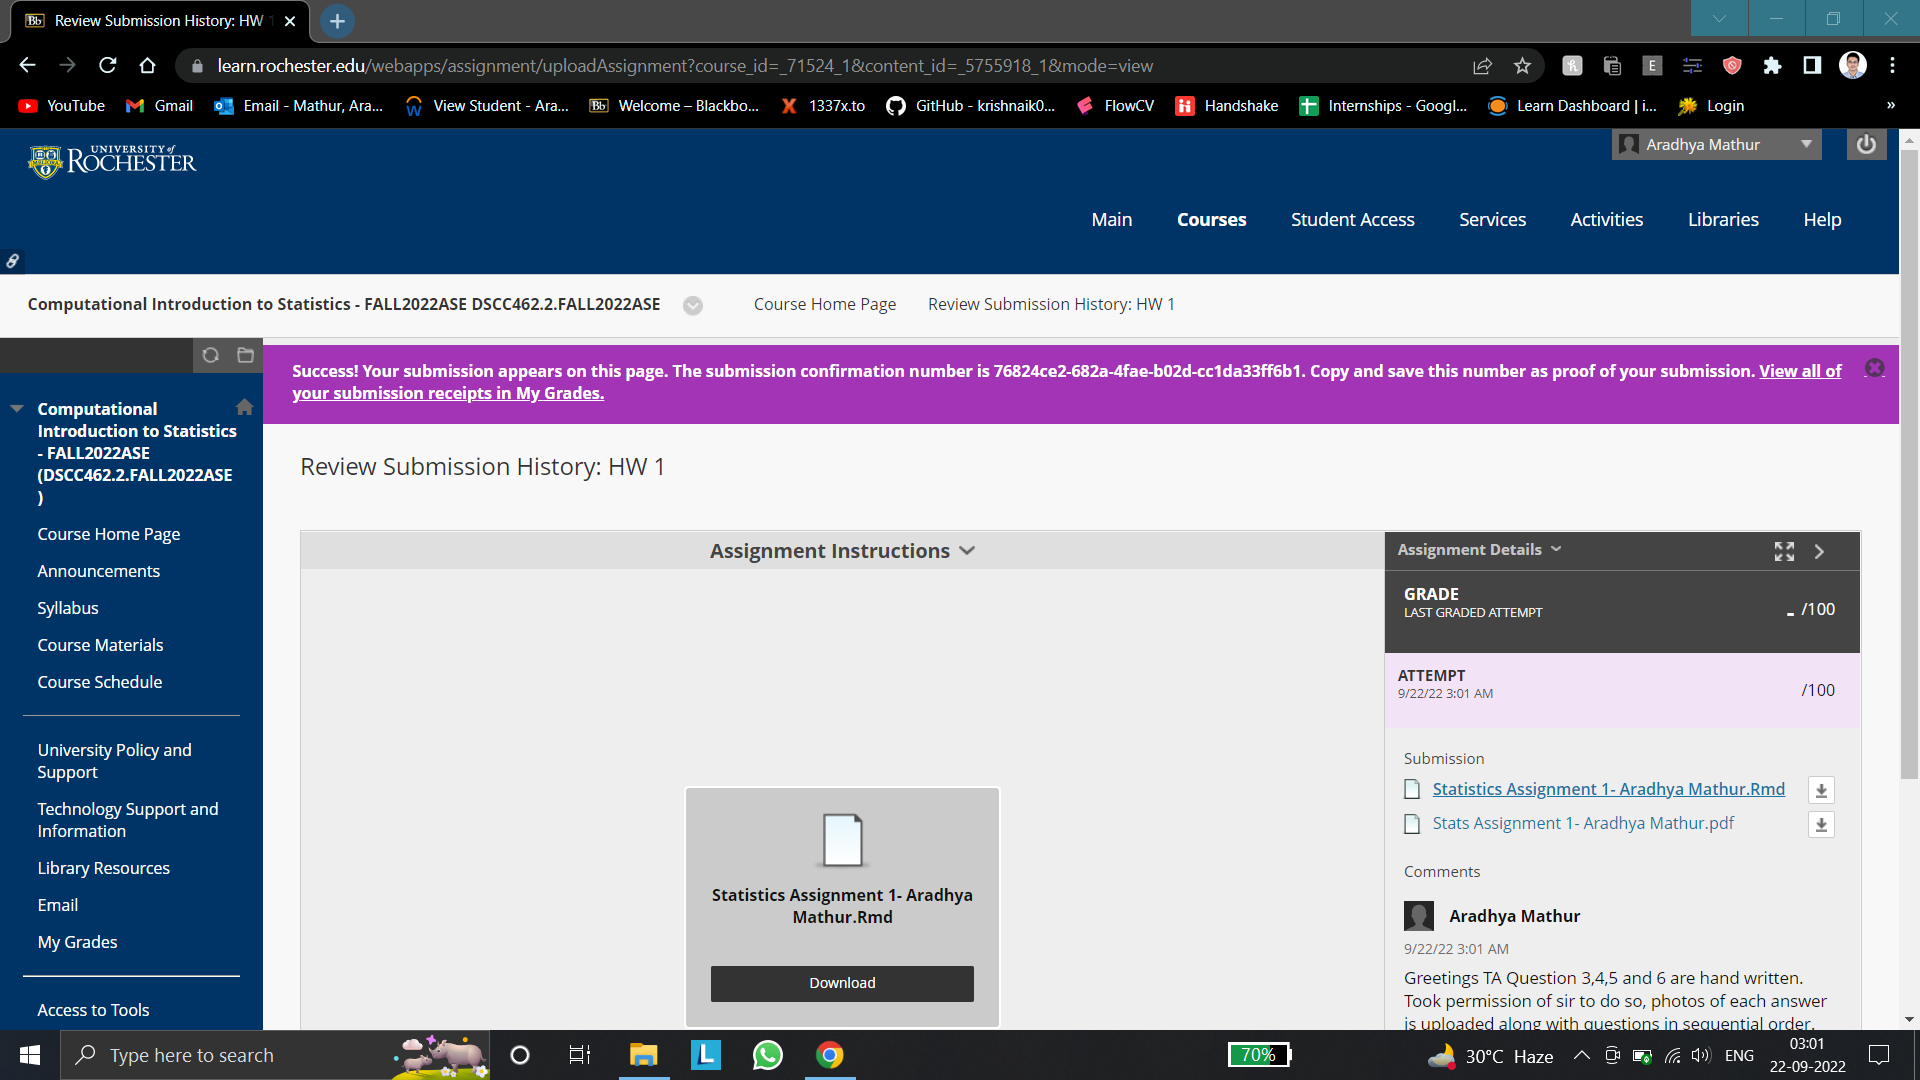 Review Submission History: HW 1
learn.rochester.edu/webapps/assignment/uploadAssignment?course_id=_71524_1&content_id=_5755918_1&mode=view
YouTube
Gmail
Email - Mathur, Ara...
View Student - Ara...
Bb
Welcome – Blackbo...
1337x.to
GitHub - krishnaik0...
FlowCV
Handshake
Internships - Googl...
Learn Dashboard | i...
Login
»
UNIVERSITY of
ROCHESTER
Aradhya Mathur
Main
Courses
Student Access
Services
Activities
Libraries
Help
Computational Introduction to Statistics - FALL2022ASE DSCC462.2.FALL2022ASE
Course Home Page
Review Submission History: HW 1
Success! Your submission appears on this page. The submission confirmation number is 76824ce2-682a-4fae-b02d-cc1da33ff6b1. Copy and save this number as proof of your submission. View all of
your submission receipts in My Grades.
Computational
Introduction to Statistics
- FALL2022ASE
(DSCC462.2.FALL2022ASE
)
Course Home Page
Announcements
Syllabus
Course Materials
Course Schedule
University Policy and
Support
Technology Support and
Information
Library Resources
Email
My Grades
Access to Tools
Review Submission History: HW 1
Assignment Instructions
Statistics Assignment 1- Aradhya
Mathur.Rmd
Download
Assignment Details
GRADE
LAST GRADED ATTEMPT
- /100
ATTEMPT
9/22/22 3:01 AM
/100
Submission
Statistics Assignment 1- Aradhya Mathur.Rmd
Stats Assignment 1- Aradhya Mathur.pdf
Comments
Aradhya Mathur
9/22/22 3:01 AM
Greetings TA Question 3,4,5 and 6 are hand written.
Took permission of sir to do so, photos of each answer
is uploaded along with questions in sequential order.
Type here to search
70%
30°C Haze
ENG
03:01
22-09-2022